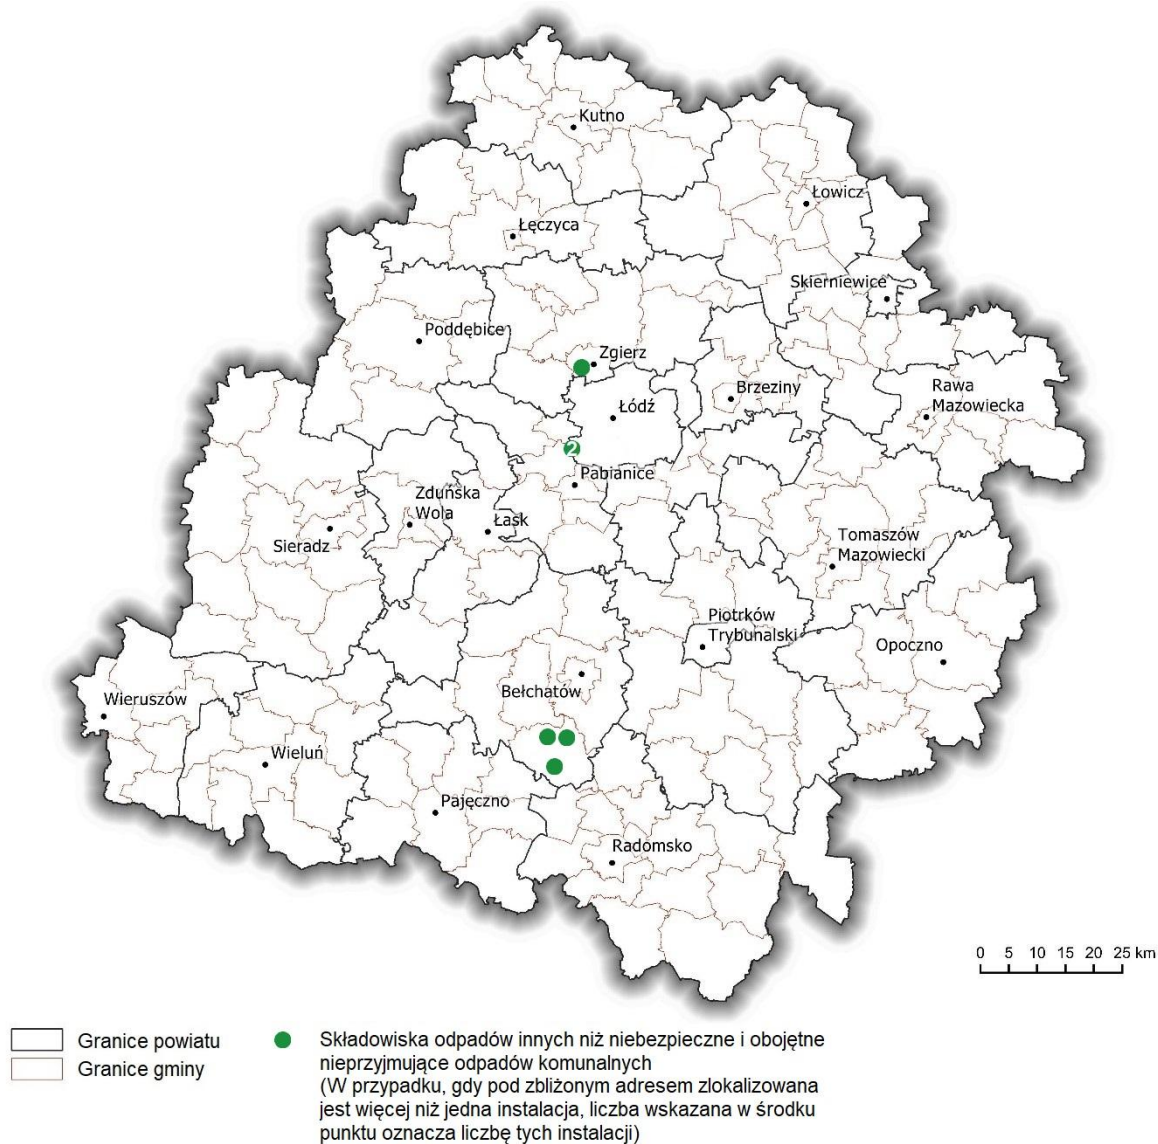 Kutno
Łowicz
Łęczyca
Skierniewice
Poddębice
Zgierz
Brzeziny
Rawa
Mazowiecka
Łódź
2
Pabianice
Zduńska
Wola
Łask
Sieradz
Tomaszów
Mazowiecki
Piotrków
Trybunalski
Opoczno
Bełchatów
Wieruszów
Wieluń
Pajęczno
Radomsko
0 5 10 15 20 25 km
Granice powiatu
Granice gminy
Składowiska odpadów innych niż niebezpieczne i obojętne
nieprzyjmujące odpadów komunalnych
(W przypadku, gdy pod zbliżonym adresem zlokalizowana
jest więcej niż jedna instalacja, liczba wskazana w środku
punktu oznacza liczbę tych instalacji)